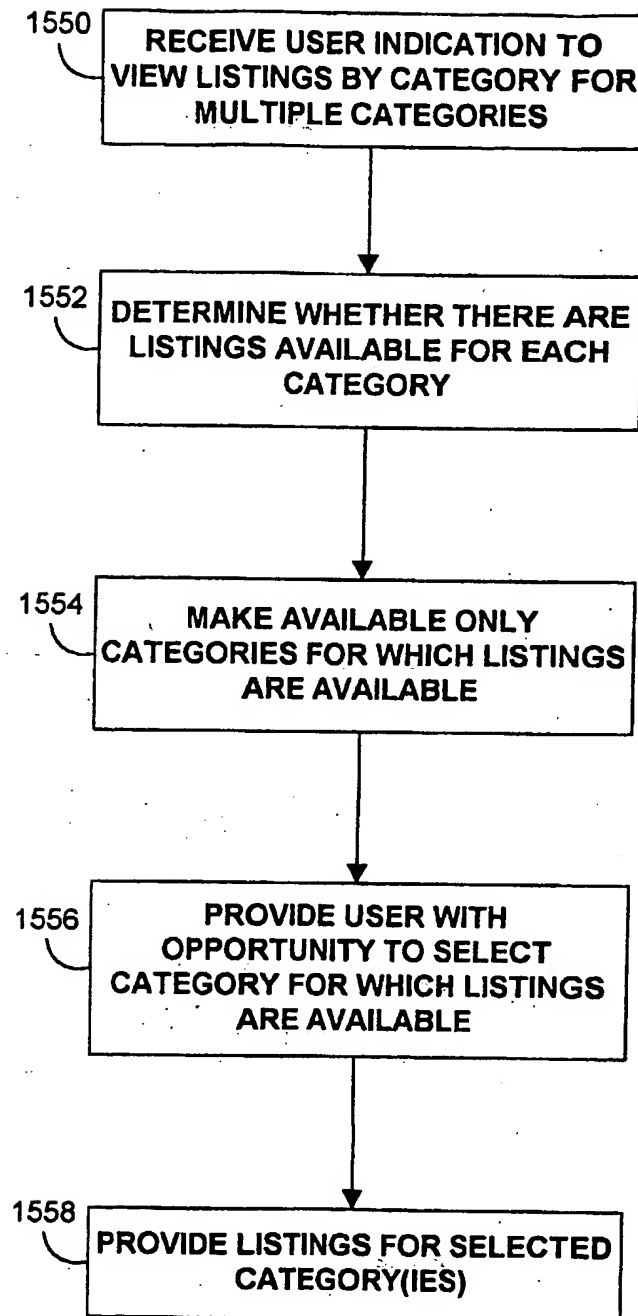 1550
RECEIVE USER INDICATION TO
VIEW LISTINGS BY CATEGORY FOR
MULTIPLE CATEGORIES
1552
DETERMINE WHETHER THERE ARE
LISTINGS AVAILABLE FOR EACH
CATEGORY
1554
MAKE AVAILABLE ONLY
CATEGORIES FOR WHICH LISTINGS
ARE AVAILABLE
1556
PROVIDE USER WITH
OPPORTUNITY TO SELECT
CATEGORY FOR WHICH LISTINGS
ARE AVAILABLE
1558
PROVIDE LISTINGS FOR SELECTED
CATEGORY(IES)